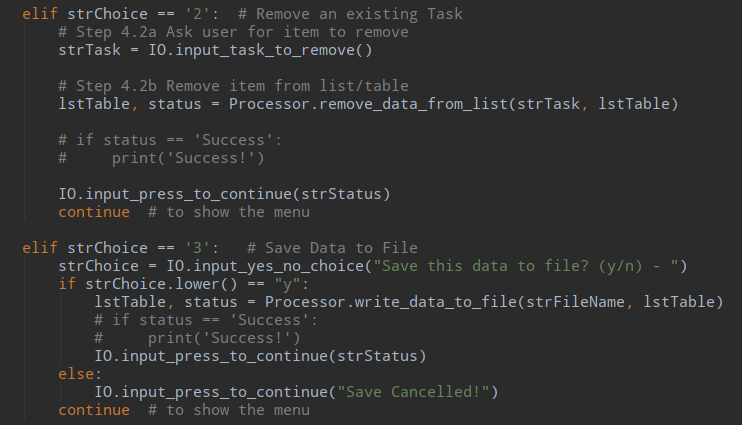 elif strChoice == '2':  # Remove an existing Task
    # Step 4.2a Ask user for item to remove
    strTask = IO.input_task_to_remove()

    # Step 4.2b Remove item from list/table
    lstTable, status = Processor.remove_data_from_list(strTask, lstTable)

    # if status == 'Success':
    #     print('Success!')

    IO.input_press_to_continue(strStatus)
    continue  # to show the menu

elif strChoice == '3':   # Save Data to File
    strChoice = IO.input_yes_no_choice("Save this data to file? (y/n) - ")
    if strChoice.lower() == "y":
        lstTable, status = Processor.write_data_to_file(strFileName, lstTable)
        # if status == 'Success':
        #     print('Success!')
        IO.input_press_to_continue(strStatus)
    else:
        IO.input_press_to_continue("Save Cancelled!")
    continue  # to show the menu